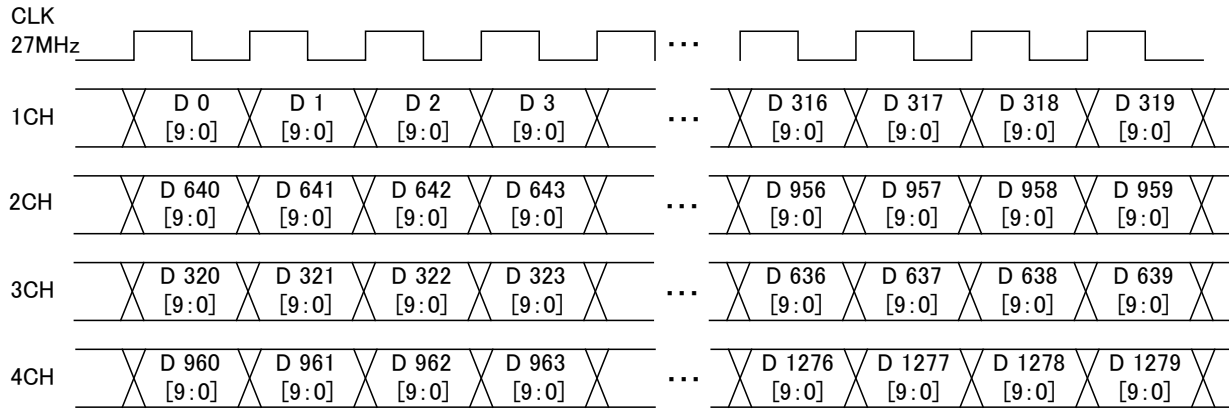 CLK
27MHz
...
1CH
D 0 D 1 D 2 D 3 ... D 316 D 317 D 318 D 319
[9:0] [9:0] [9:0] [9:0] [9:0] [9:0] [9:0] [9:0]
2CH
D 640 D 641 D 642 D 643 ... D 956 D 957 D 958 D 959
[9:0] [9:0] [9:0] [9:0] [9:0] [9:0] [9:0] [9:0]
3CH
D 320 D 321 D 322 D 323 ... D 636 D 637 D 638 D 639
[9:0] [9:0] [9:0] [9:0] [9:0] [9:0] [9:0] [9:0]
4CH
D 960 D 961 D 962 D 963 ... D 1276 D 1277 D 1278 D 1279
[9:0] [9:0] [9:0] [9:0] [9:0] [9:0] [9:0] [9:0]